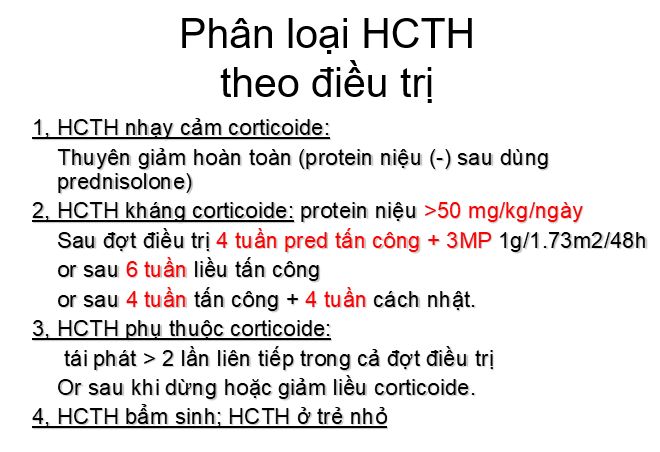 Phân loại HCTH
theo điều trị
1, HCTH nhạy cảm corticoide:
Thuyên giảm hoàn toàn (protein niệu (-) sau dùng
prednisolone)
2, HCTH kháng corticoide: protein niệu >50 mg/kg/ngày
Sau đợt điều trị 4 tuần pred tấn công + 3MP 1g/1.73m2/48h
or sau 6 tuần liều tấn công
or sau 4 tuần tấn công + 4 tuần cách nhật.
3, HCTH phụ thuộc corticoide:
tái phát > 2 lần liên tiếp trong cả đợt điều trị
Or sau khi dừng hoặc giảm liều corticoide.
4, HCTH bẩm sinh; HCTH ở trẻ nhỏ